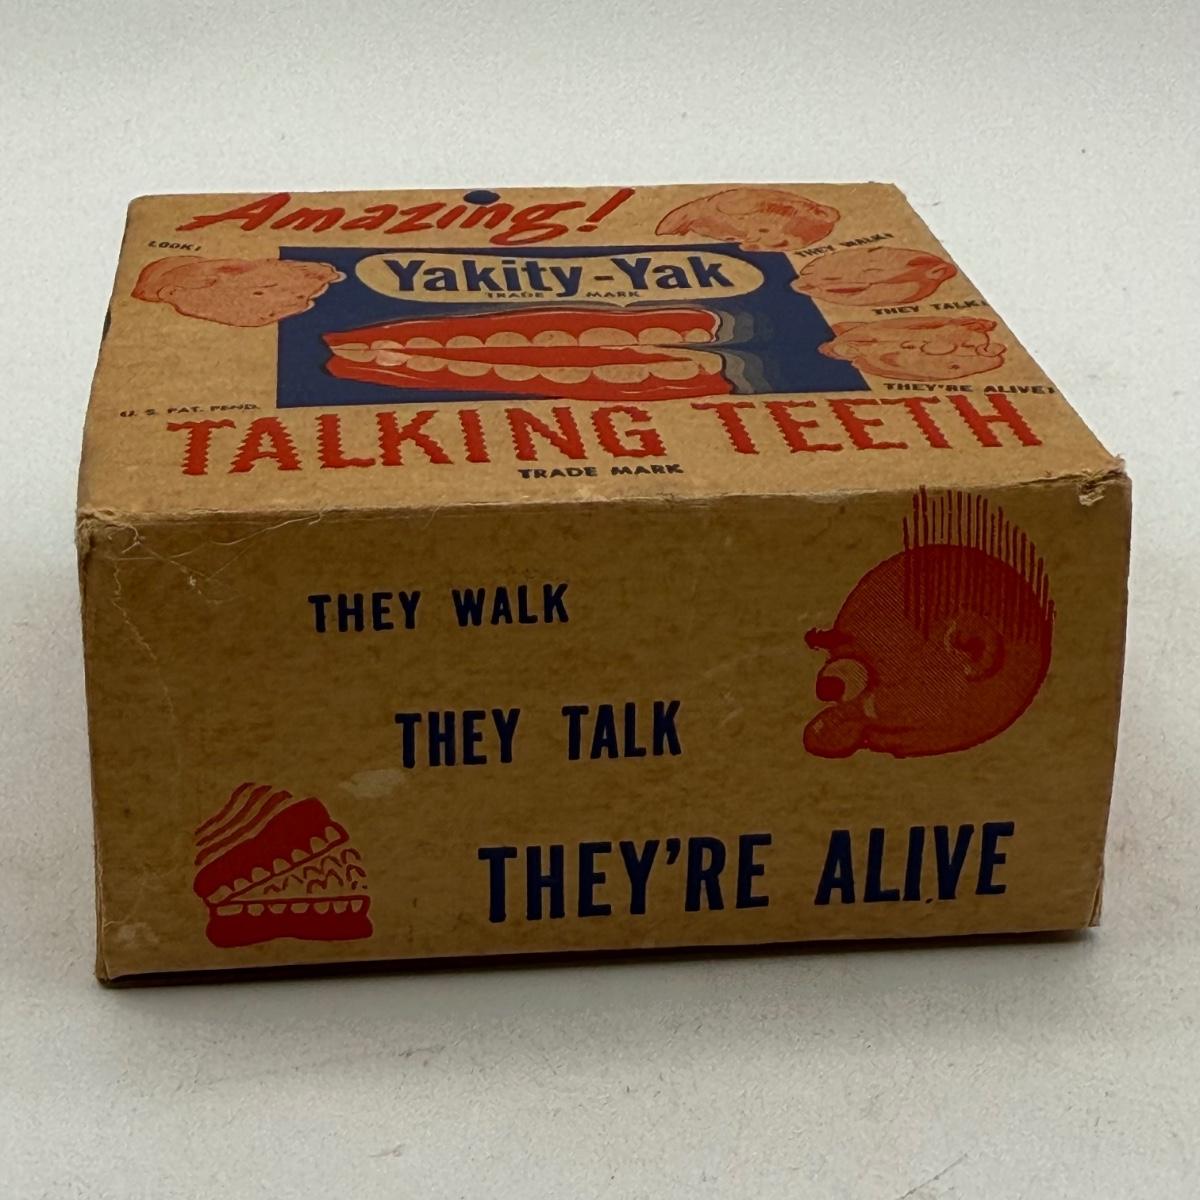 Amazing!
LOOK!
THEY WALK!
Yakity-Yak
TRADE MARK
THEY TALK!
THEY'RE ALIVE!
U. S. PAT. PEND.
TALKING TEETH
TRADE MARK
THEY WALK
THEY TALK
THEY'RE ALIVE